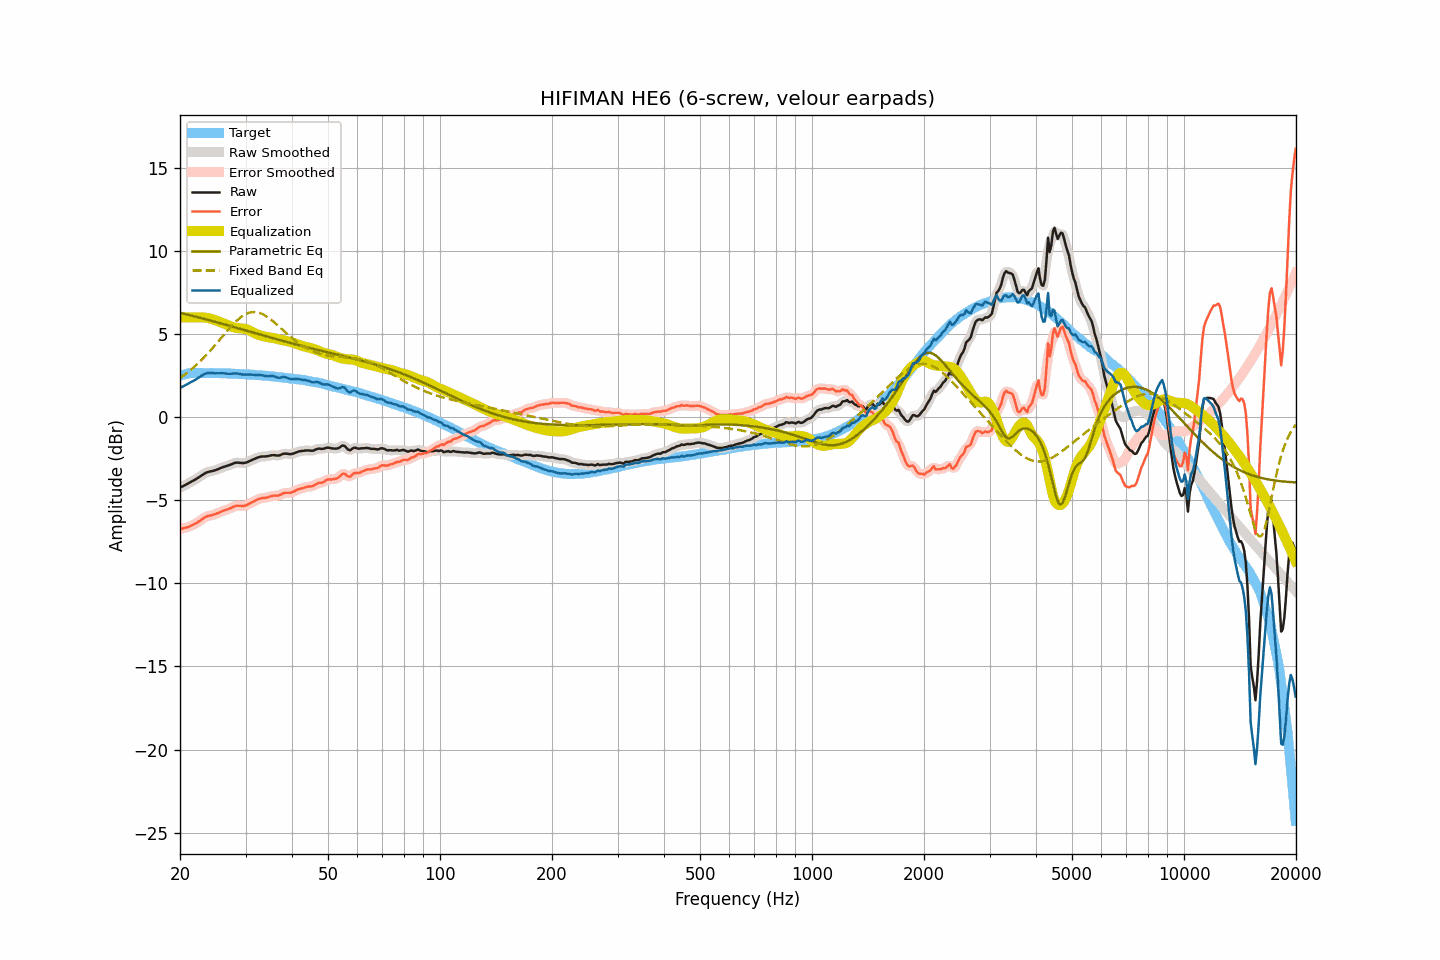 HIFIMAN HE6 (6-screw, velour earpads)
Target
Raw Smoothed
Error Smoothed
Raw
Error
Equalization
Parametric Eq
Fixed Band Eq
Equalized
15
10
5
0
−5
−10
−15
−20
−25
Amplitude (dBr)
20 50 100 200 500 1000 2000 5000 10000 20000
Frequency (Hz)